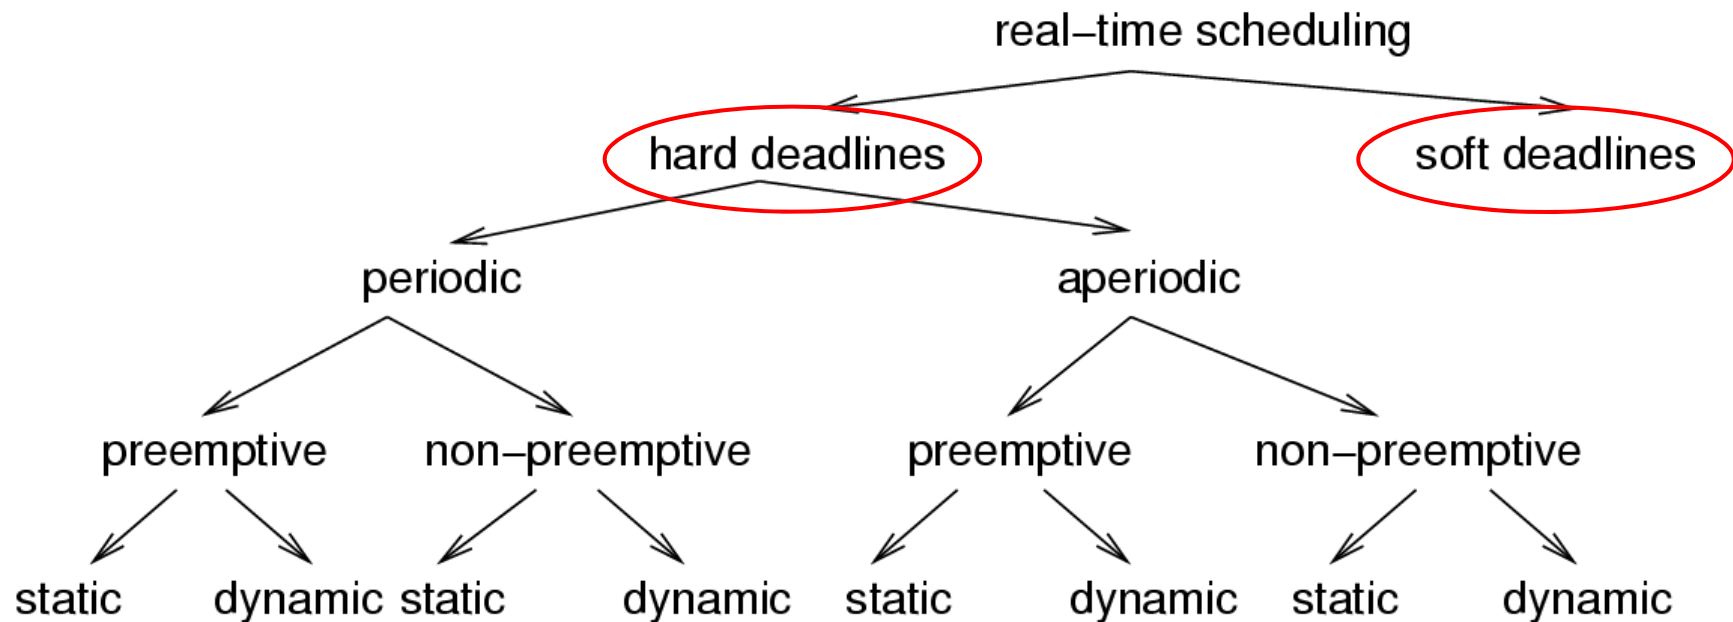 real–time scheduling
hard deadlines soft deadlines
periodic aperiodic
preemptive non–preemptive preemptive non–preemptive
static dynamic static dynamic static dynamic static dynamic